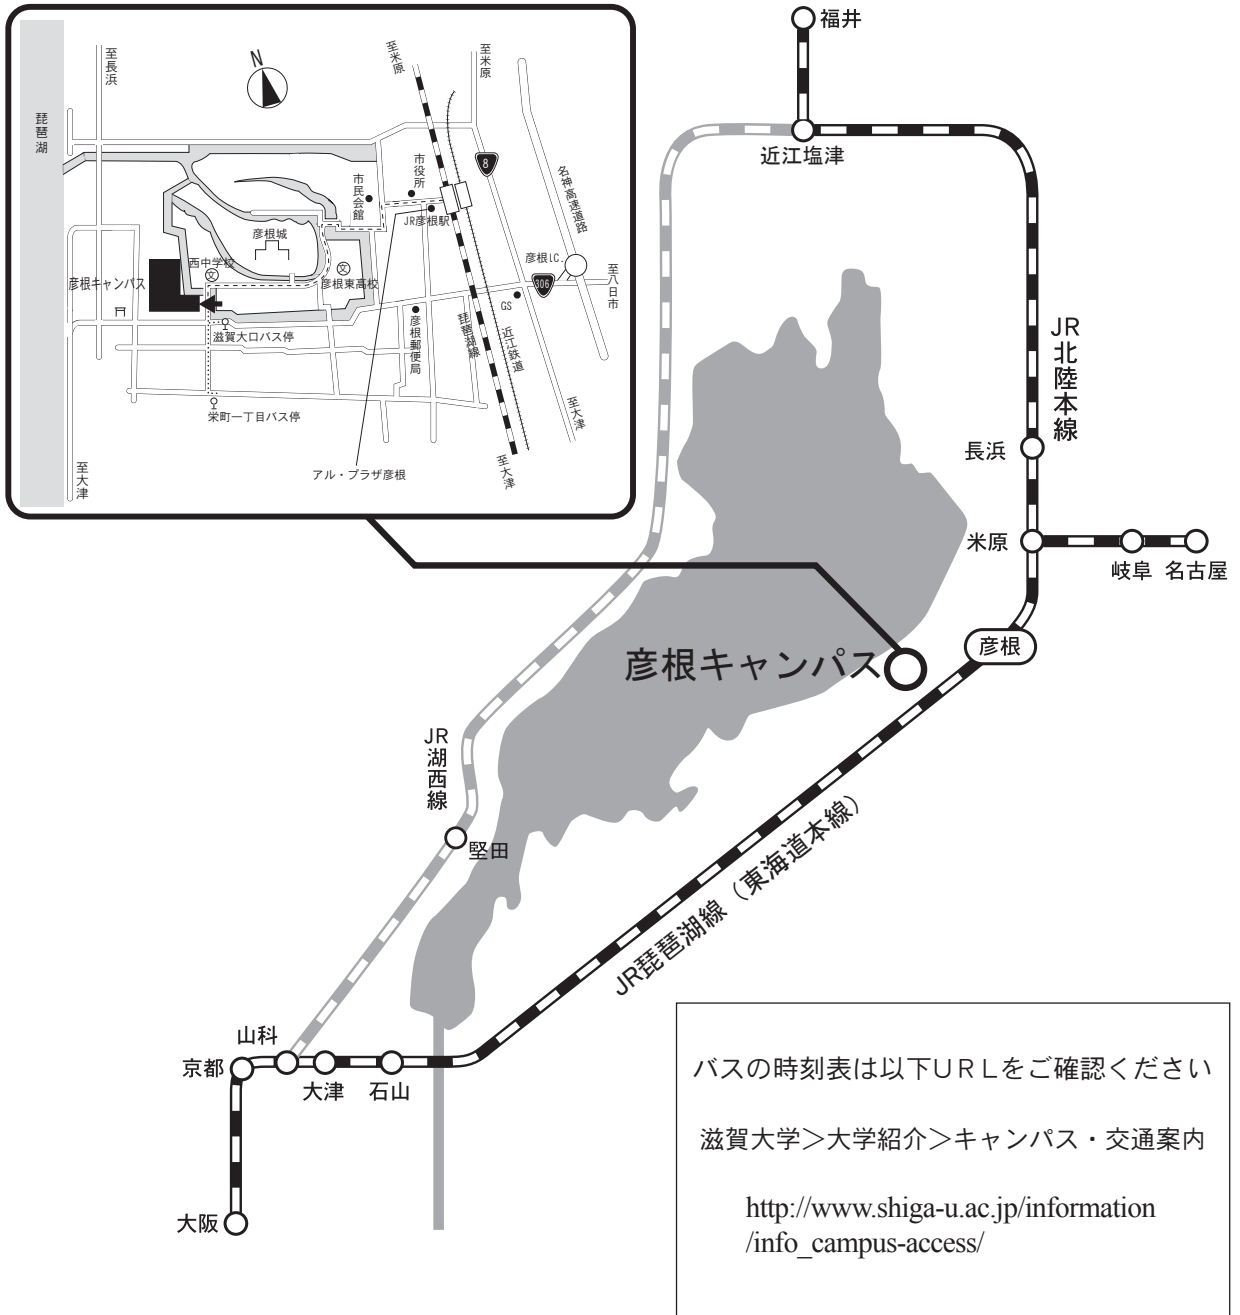 福井
近江塩津
至長浜
N
至米原
至米原
琵琶湖
8
名神高速道路
市民会館
市役所
JR彦根駅
彦根城
西中学校
文
文
彦根東高校
彦根キャンパス
彦根I.C.
306
至八日市
GS
滋賀大口バス停
彦根郵便局
琵琶湖線
近江鉄道
栄町一丁目バス停
至大津
至大津
至大津
アル・プラザ彦根
JR北陸本線
長浜
米原
岐阜
名古屋
彦根
彦根キャンパス
JR湖西線
堅田
JR琵琶湖線（東海道本線）
山科
京都
大津
石山
大阪
バスの時刻表は以下ＵＲＬをご確認ください
滋賀大学＞大学紹介＞キャンパス・交通案内
http://www.shiga-u.ac.jp/information
/info_campus-access/